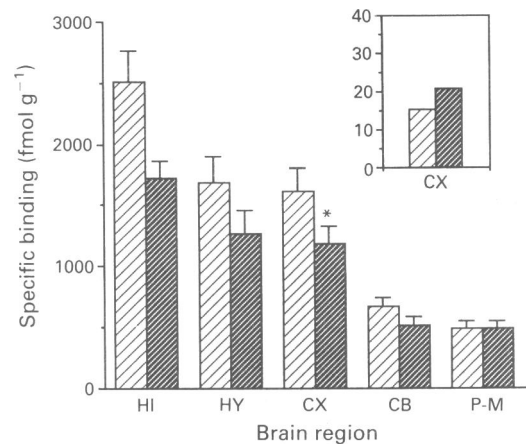 Specific binding (fmol g⁻¹)
3000
2000
1000
0
*
HI HY CX CB P-M
Brain region
40
30
20
10
0
CX